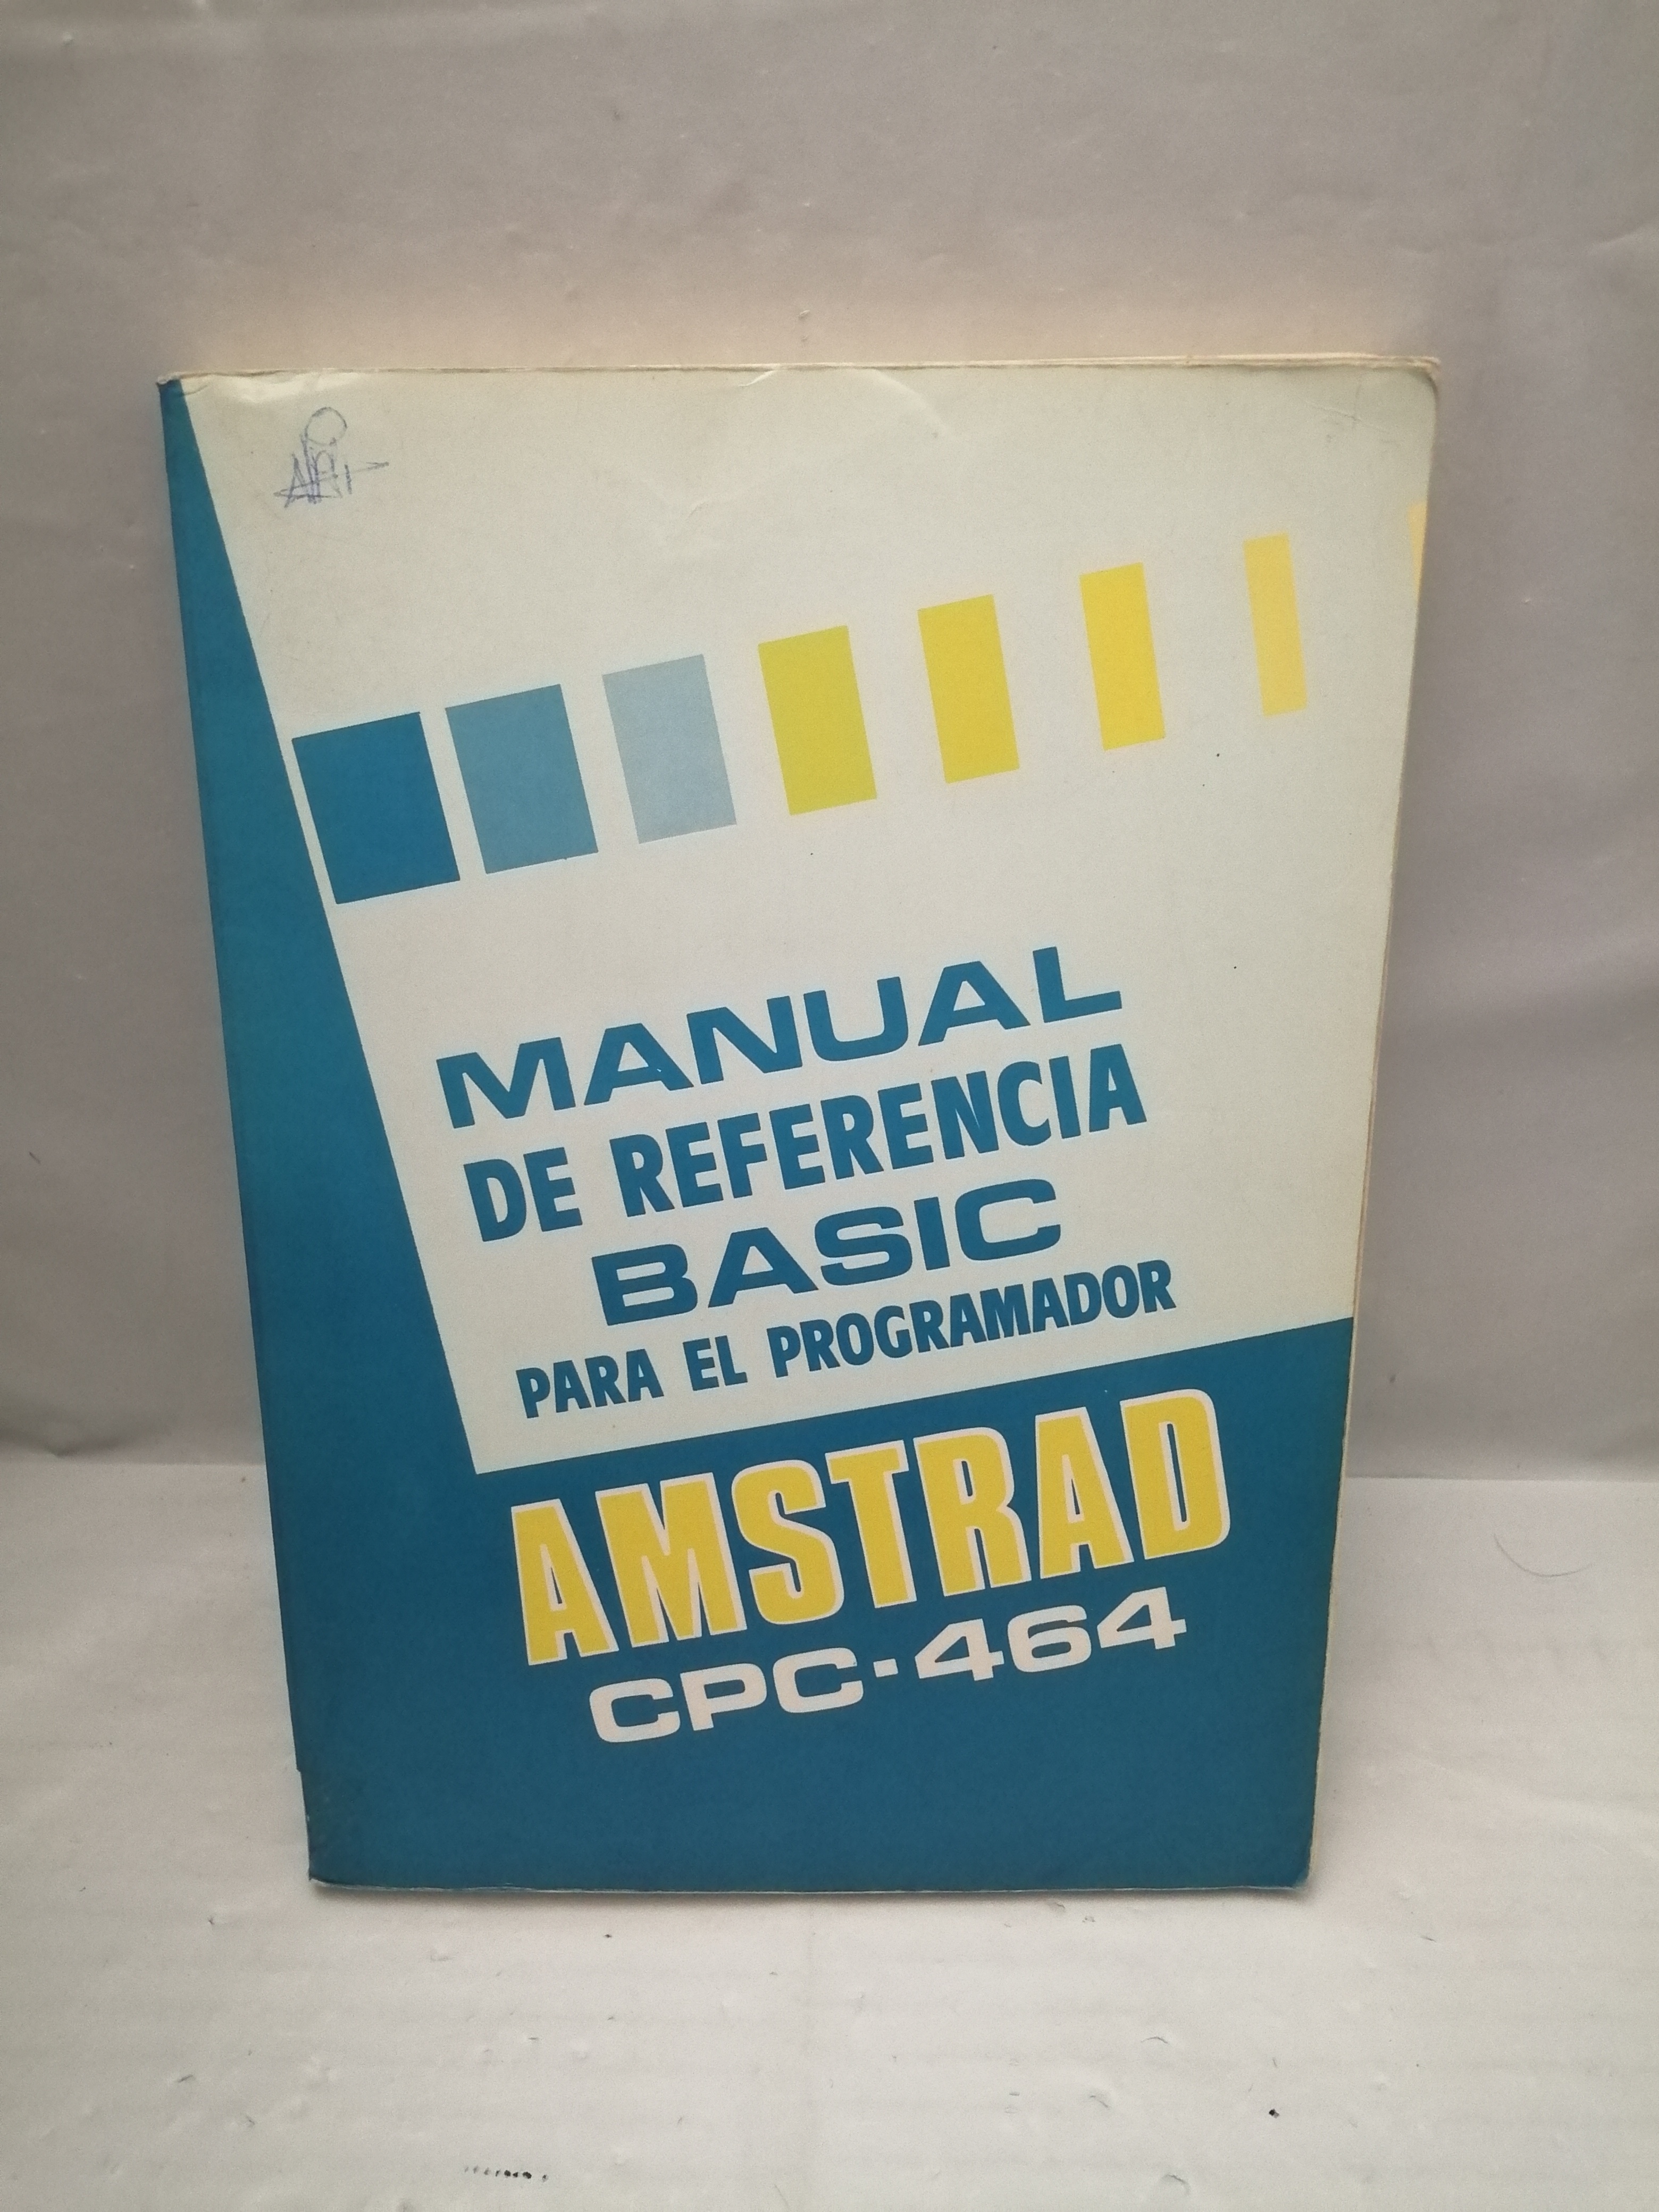 MANUAL
DE REFERENCIA
BASIC
PARA EL PROGRAMADOR
AMSTRAD
CPC·464